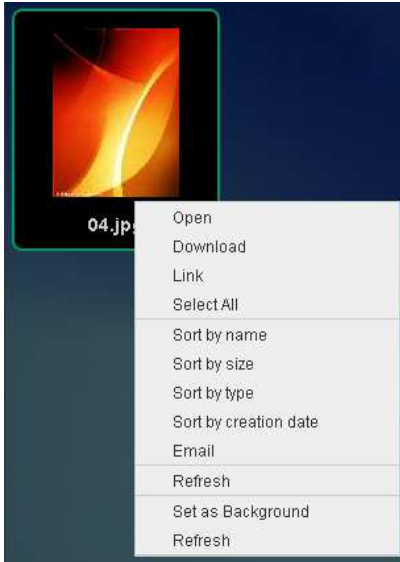 04.jpg
Open
Download
Link
Select All
Sort by name
Sort by size
Sort by type
Sort by creation date
Email
Refresh
Set as Background
Refresh